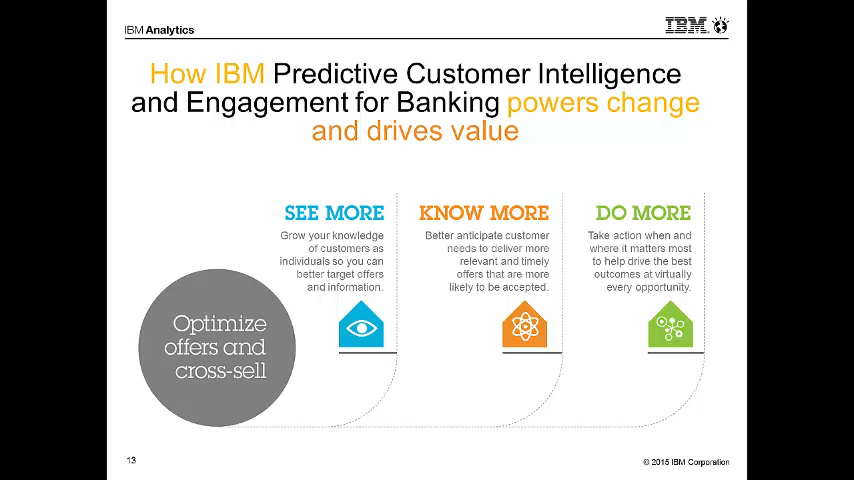 IBM Analytics
IBM
How IBM Predictive Customer Intelligence
and Engagement for Banking powers change
and drives value
SEE MORE
Grow your knowledge
of customers as
individuals so you can
better target offers
and information.
KNOW MORE
Better anticipate customer
needs to deliver more
relevant and timely
offers that are more
likely to be accepted.
DO MORE
Take action when and
where it matters most
to help drive the best
outcomes at virtually
every opportunity.
Optimize
offers and
cross-sell
13
© 2015 IBM Corporation